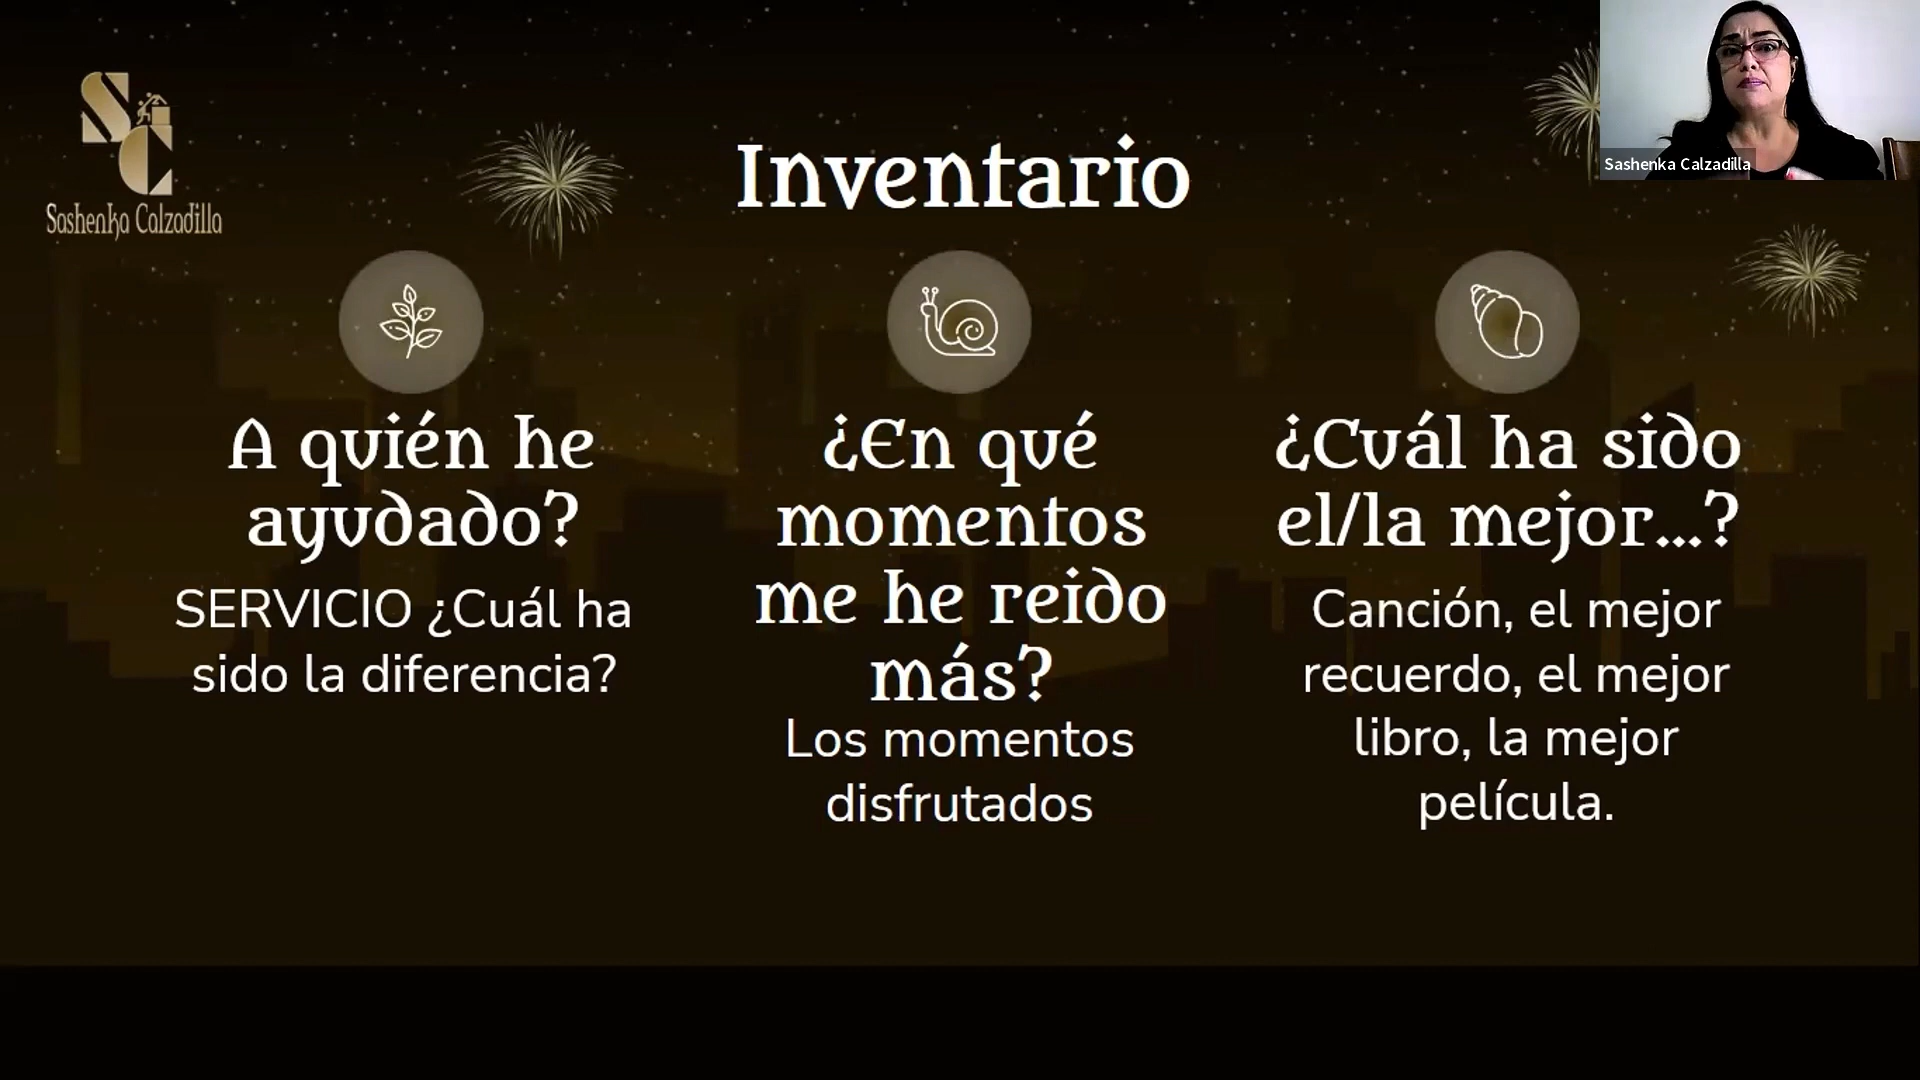 SC
Sashenka Calzadilla
Sashenka Calzadilla
Inventario
A quién he
ayudado?
SERVICIO ¿Cuál ha
sido la diferencia?
¿En qué
momentos
me he reido
más?
Los momentos
disfrutados
¿Cuál ha sido
el/la mejor...?
Canción, el mejor
recuerdo, el mejor
libro, la mejor
película.